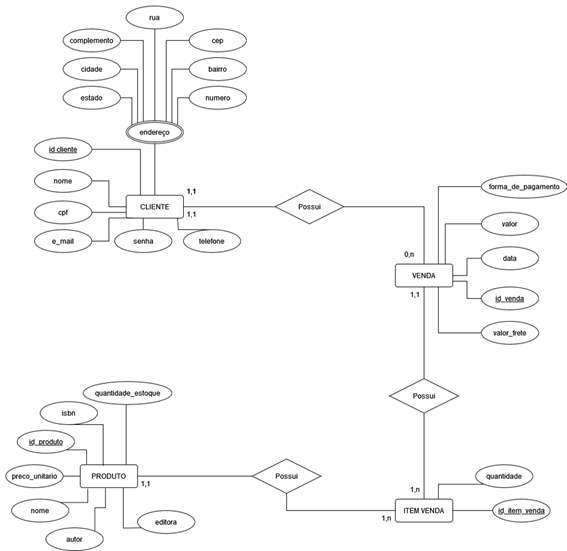 rua
complemento
cep
cidade
bairro
estado
numero
endereço
id cliente
nome
cpf
e_mail
senha
telefone
CLIENTE
1,1
1,1
Possui
0,n
VENDA
1,1
forma_de_pagamento
valor
data
id_venda
valor_frete
Possui
1,n
ITEM VENDA
1,n
quantidade
id_item_venda
Possui
quantidade_estoque
isbn
id_produto
preco_unitario
PRODUTO
1,1
nome
autor
editora